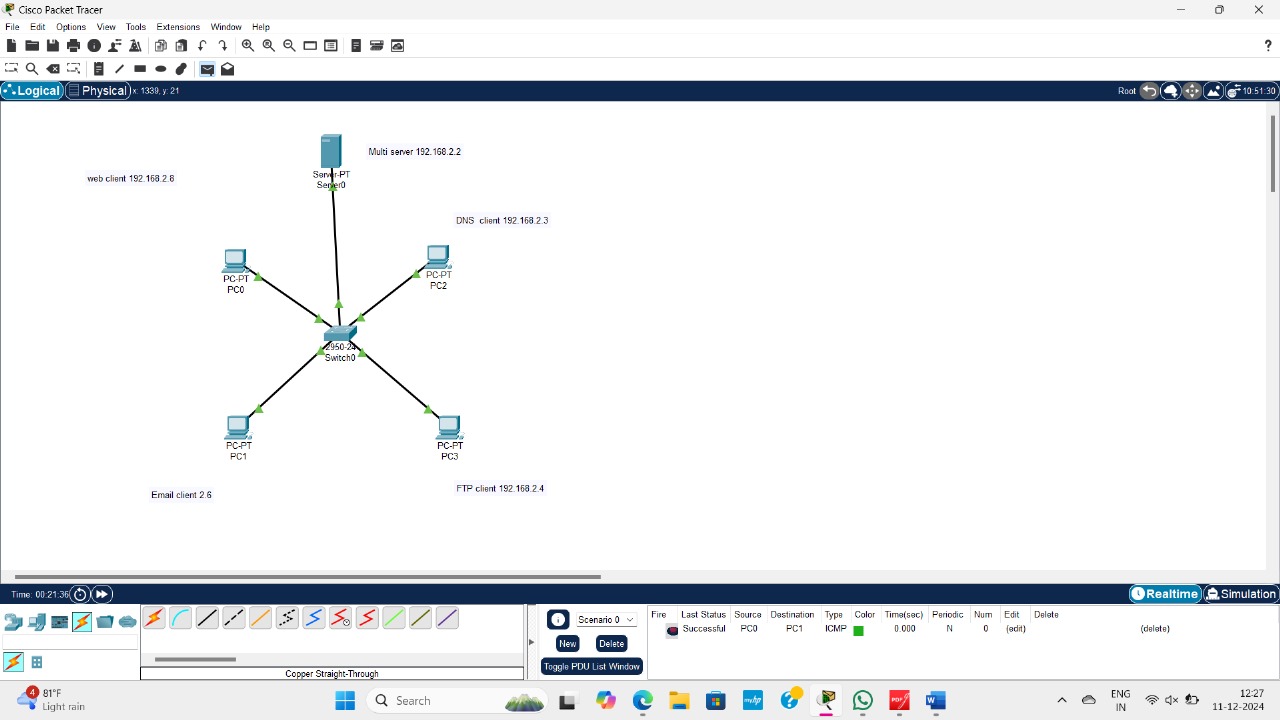 Cisco Packet Tracer
File Edit Options View Tools Extensions Window Help
?
Logical Physical x: 1339, y: 21 Root 10:51:30
Multi server 192.168.2.2
Server-PT
Server0
web client 192.168.2.8
DNS client 192.168.2.3
PC-PT
PC0
PC-PT
PC2
2950-24
Switch0
PC-PT
PC1
PC-PT
PC3
Email client 2.6
FTP client 192.168.2.4
Time: 00:21:36 Realtime Simulation
Scenario 0
New Delete
Toggle PDU List Window
Fire Last Status Source Destination Type Color Time(sec) Periodic Num Edit Delete
Successful PC0 PC1 ICMP 0.000 N 0 (edit) (delete)
Copper Straight-Through
4
81°F
Light rain
Search
ENG
IN
12:27
11-12-2024